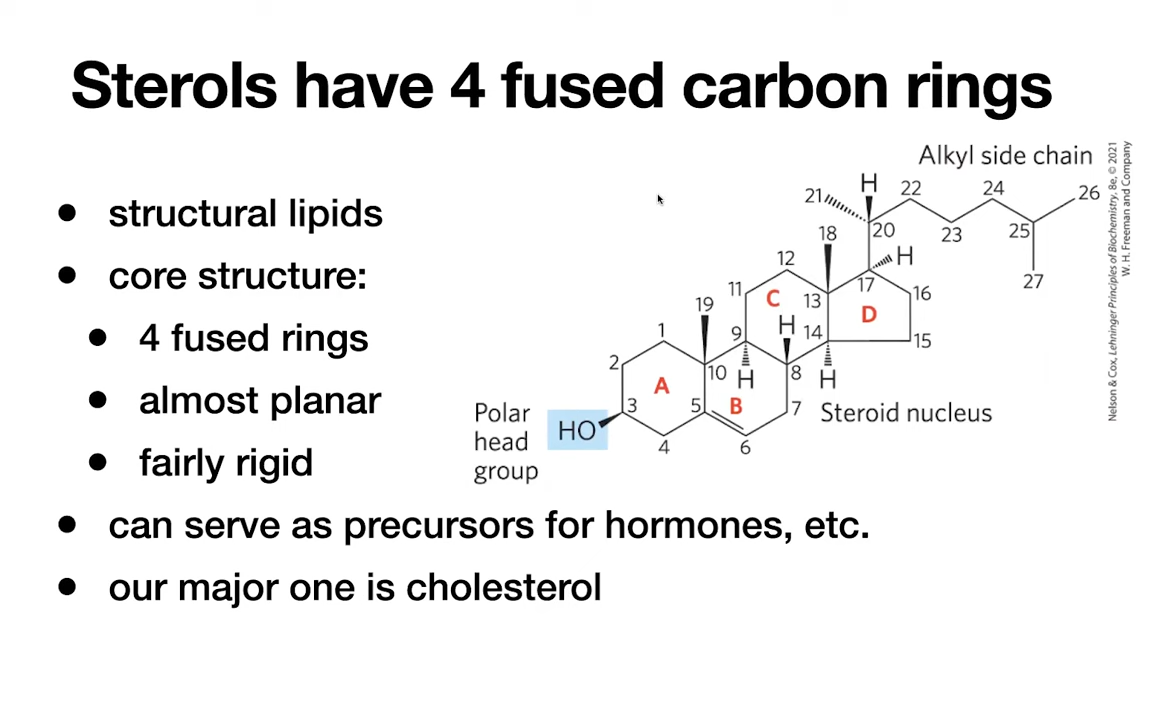 Sterols have 4 fused carbon rings
• structural lipids
• core structure:
• 4 fused rings
• almost planar
• fairly rigid
• can serve as precursors for hormones, etc.
• our major one is cholesterol
Alkyl side chain
21
H
22
24
26
20
23
25
27
18
H
12
17
11
C
13
16
19
D
H
14
15
1
9
2
10
H
8
H
A
3
5
B
7
Steroid nucleus
Polar
head
group
HO
4
6
Nelson & Cox, Lehninger Principles of Biochemistry, 8e, © 2021
W. H. Freeman and Company